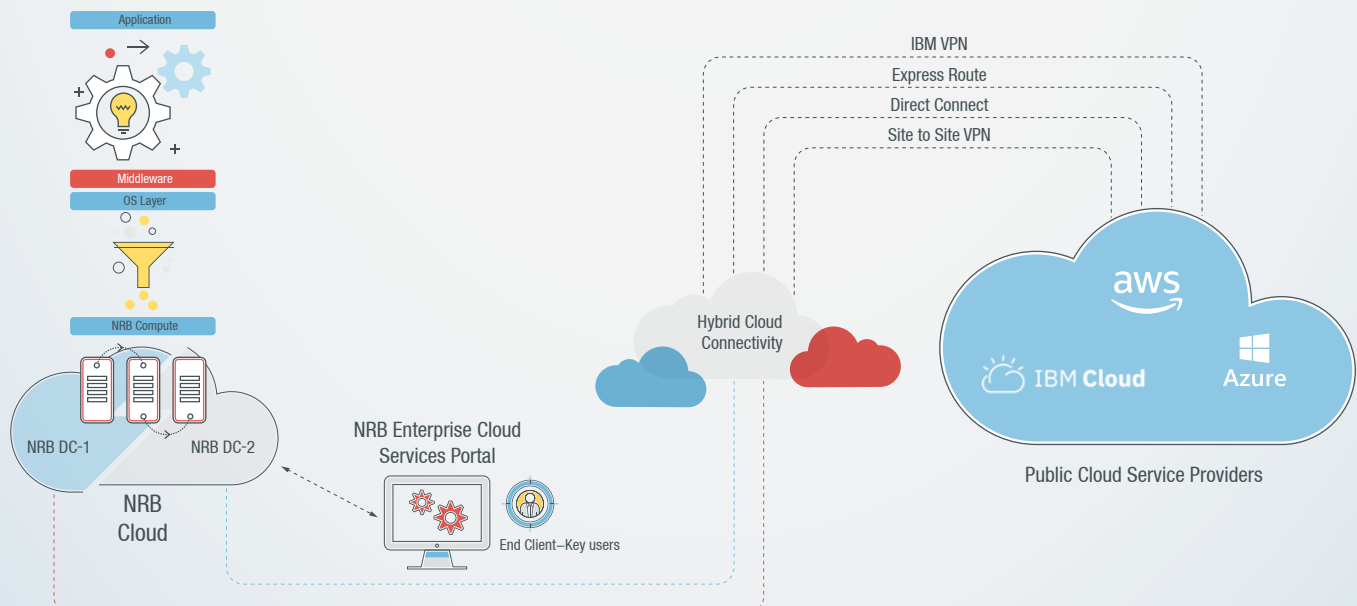 Application
Middleware
OS Layer
NRB Compute
NRB DC-1
NRB DC-2
NRB
Cloud
NRB Enterprise Cloud
Services Portal
End Client–Key users
IBM VPN
Express Route
Direct Connect
Site to Site VPN
Hybrid Cloud
Connectivity
aws
IBM Cloud
Azure
Public Cloud Service Providers